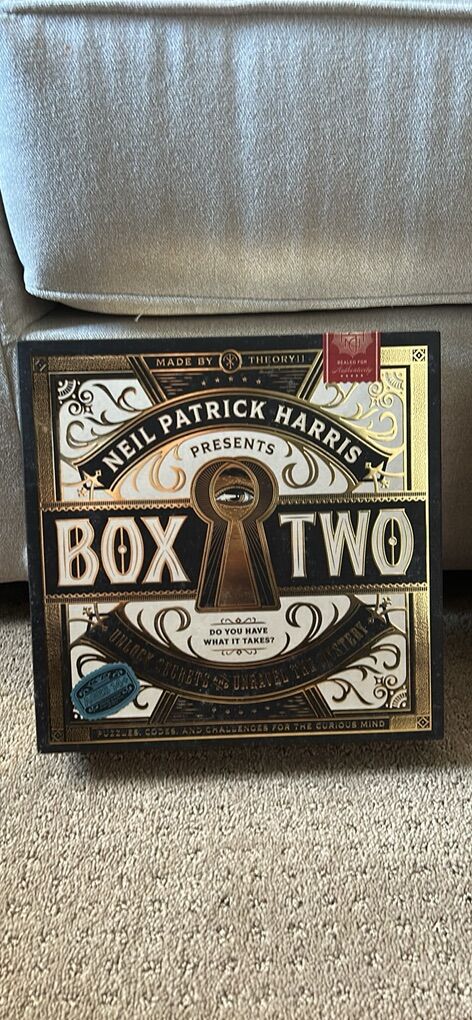 MADE BY THEORY11
SEALED FOR
Authenticity
NEIL PATRICK HARRIS
PRESENTS
BOX TWO
DO YOU HAVE
WHAT IT TAKES?
UNLOCK SECRETS AND UNRAVEL THE MYSTERY
PUZZLES, CODES, AND CHALLENGES FOR THE CURIOUS MIND